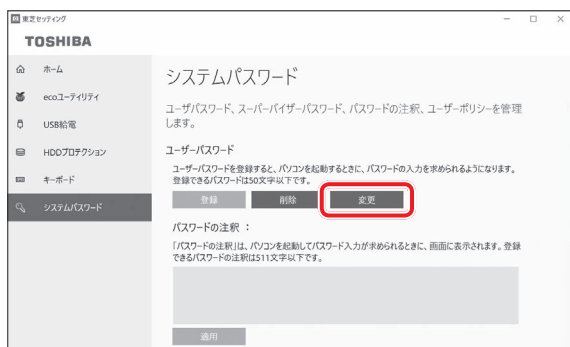 東芝セッティング
TOSHIBA
ホーム
ecoユーティリティ
USB給電
HDDプロテクション
キーボード
システムパスワード
システムパスワード
ユーザパスワード、スーパーバイザーパスワード、パスワードの注釈、ユーザーポリシーを管理
します。
ユーザーパスワード
ユーザーパスワードを登録すると、パソコンを起動するときに、パスワードの入力を求められるようになります。
登録できるパスワードは50文字以下です。
登録 削除 変更
パスワードの注釈 ：
「パスワードの注釈」は、パソコンを起動してパスワード入力が求められるときに、画面に表示されます。登録
できるパスワードの注釈は511文字以下です。
適用